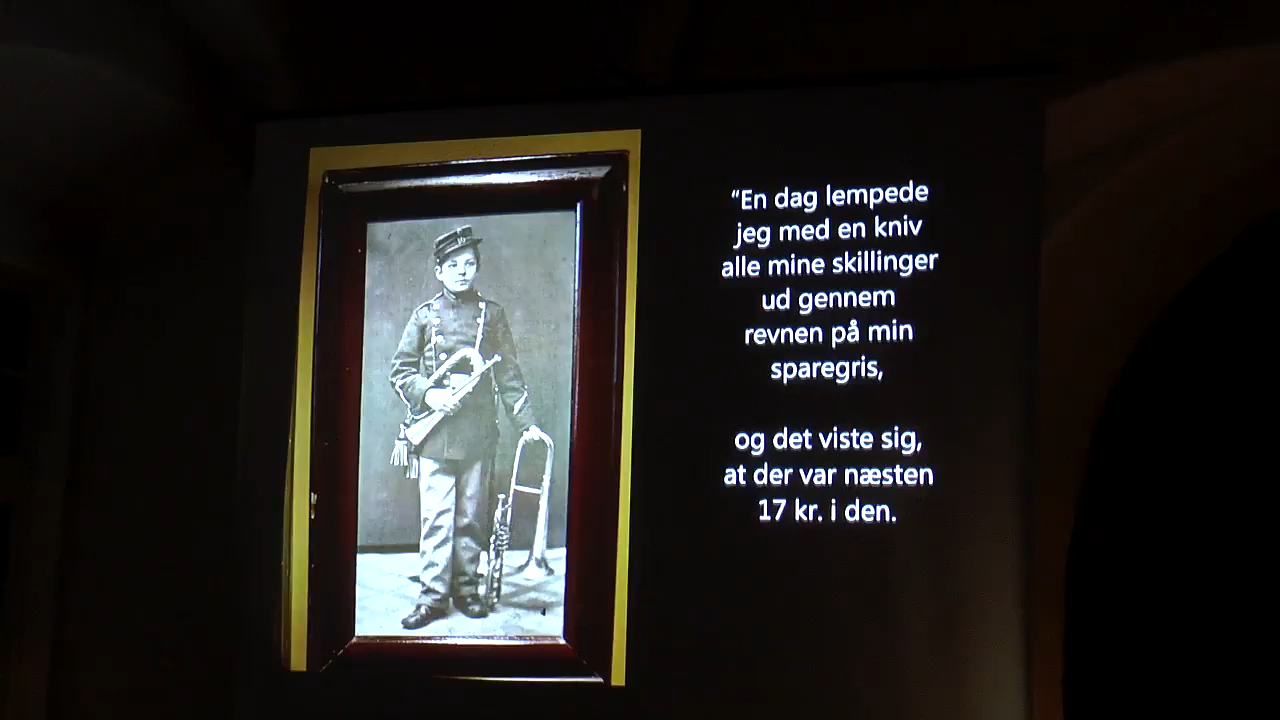 “En dag lempede
jeg med en kniv
alle mine skillinger
ud gennem
revnen på min
sparegris,
og det viste sig,
at der var næsten
17 kr. i den.